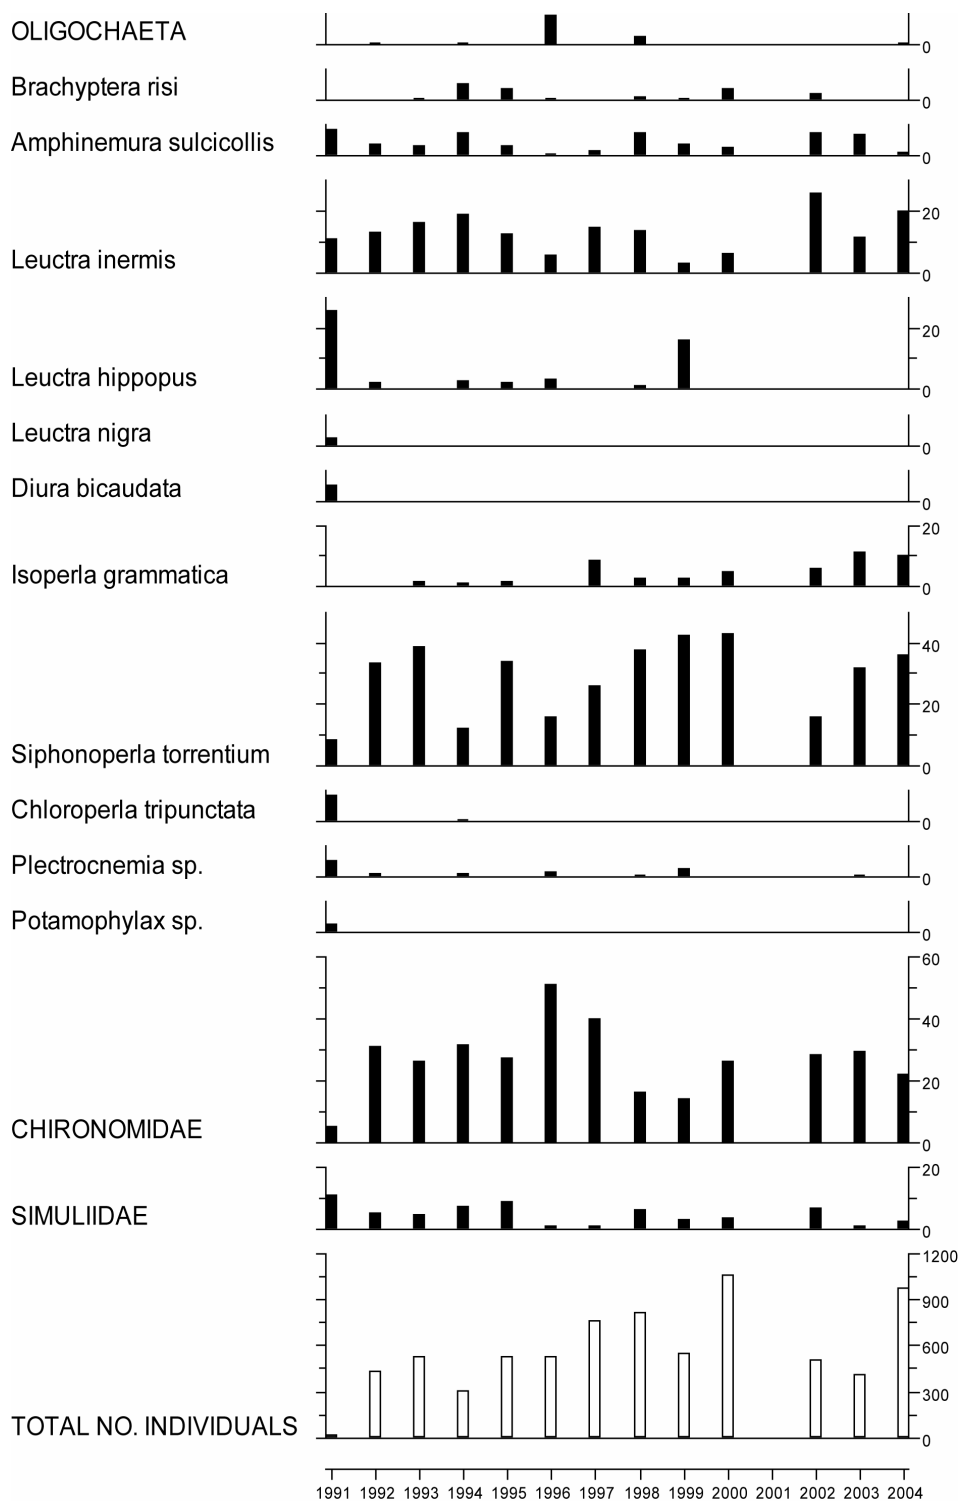 OLIGOCHAETA
0
Brachyptera risi
0
Amphinemura sulcicollis
0
20
Leuctra inermis
0
20
Leuctra hippopus
0
Leuctra nigra
0
Diura bicaudata
0
20
Isoperla grammatica
0
40
20
Siphonoperla torrentium
0
Chloroperla tripunctata
0
Plectrocnemia sp.
0
Potamophylax sp.
0
60
40
20
CHIRONOMIDAE
0
20
SIMULIIDAE
0
1200
900
600
300
TOTAL NO. INDIVIDUALS
0
1991 1992 1993 1994 1995 1996 1997 1998 1999 2000 2001 2002 2003 2004